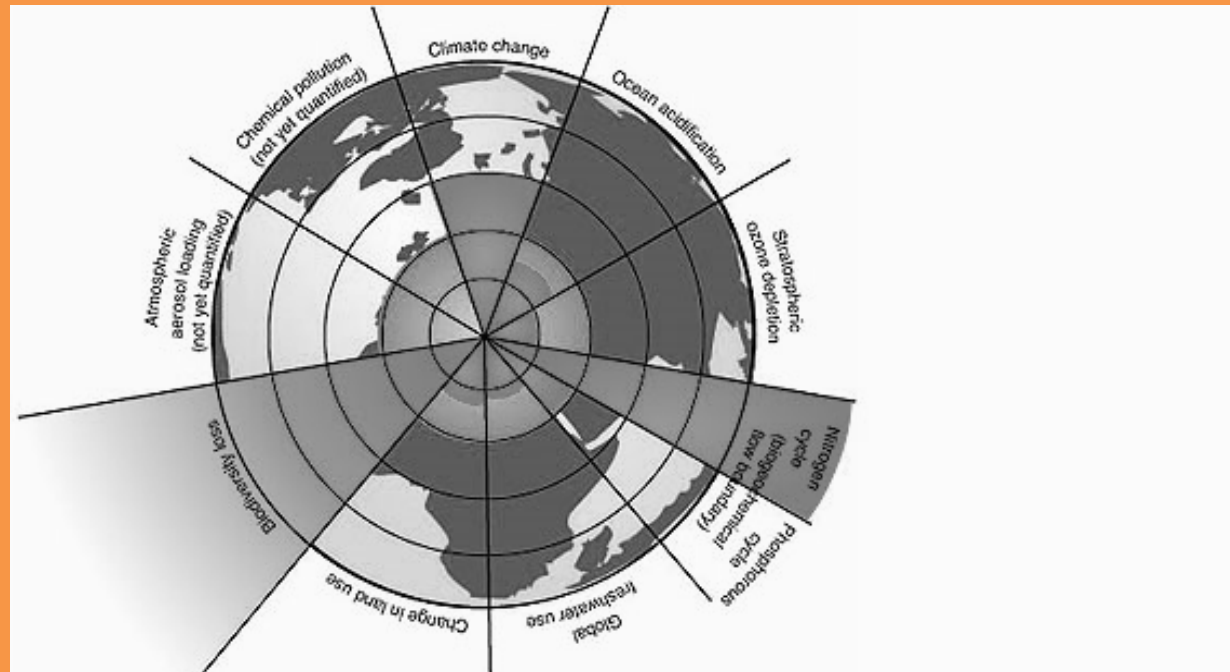 Climate change
Ocean acidification
Stratospheric
ozone depletion
Nitrogen
cycle
(biogeochemical
flow boundary)
Phosphorous
cycle
Global
freshwater use
Change in land use
Biodiversity loss
Atmospheric
aerosol loading
(not yet quantified)
Chemical pollution
(not yet quantified)